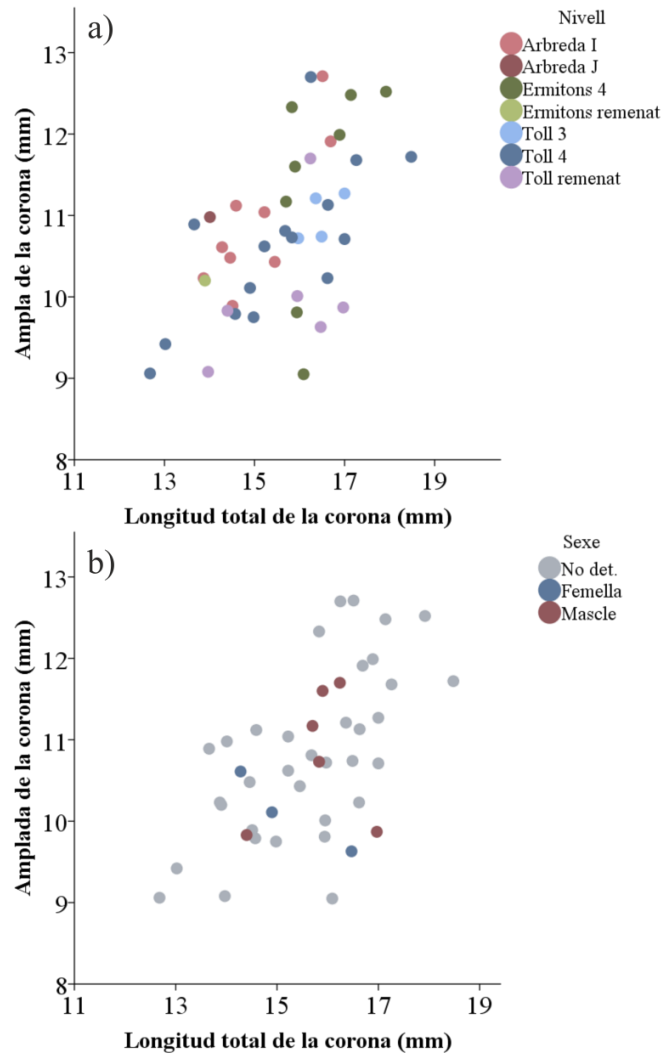 a)
Nivell
Arbreda I
Arbreda J
Ermitons 4
Ermitons remenat
Toll 3
Toll 4
Toll remenat
13
12
11
10
9
8
Ampla de la corona (mm)
11 13 15 17 19
Longitud total de la corona (mm)
b)
Sexe
No det.
Femella
Mascle
13
12
11
10
9
8
Amplada de la corona (mm)
11 13 15 17 19
Longitud total de la corona (mm)